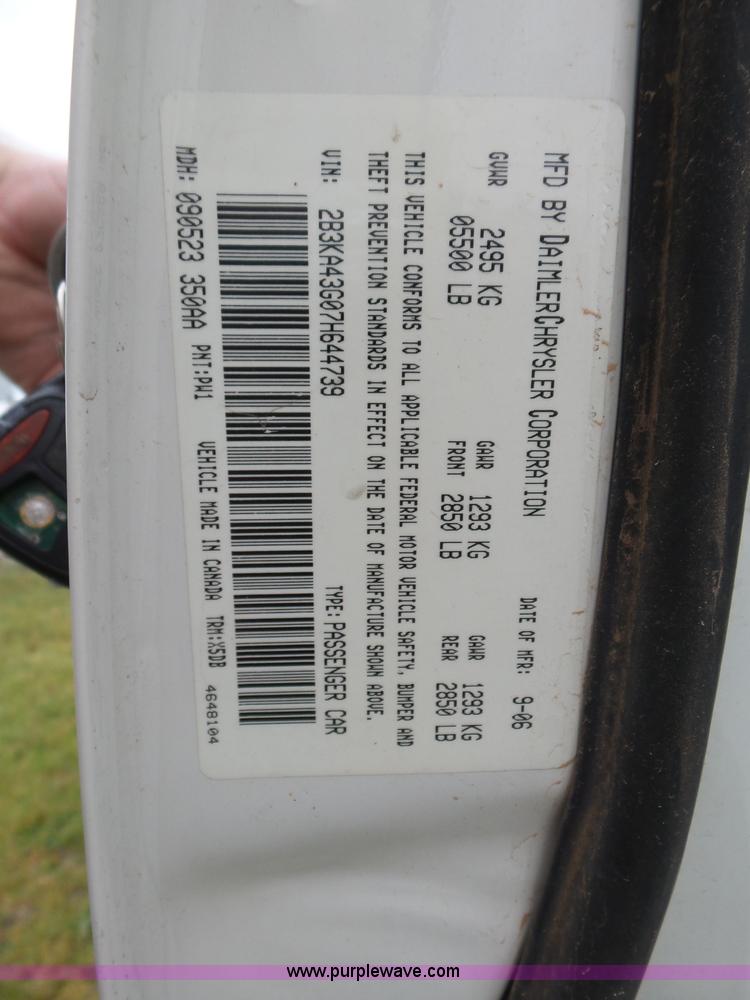 MFD BY DAIMLERCHRYSLER CORPORATION
DATE OF MFR: 9-06
GVWR 2495 KG
05500 LB
GAWR FRONT 1293 KG
2850 LB
GAWR REAR 1293 KG
2850 LB
THIS VEHICLE CONFORMS TO ALL APPLICABLE FEDERAL MOTOR VEHICLE SAFETY, BUMPER AND
THEFT PREVENTION STANDARDS IN EFFECT ON THE DATE OF MANUFACTURE SHOWN ABOVE.
VIN: 2B3KA43G07H644739
TYPE: PASSENGER CAR
MDH: 090523 350AA PNT:PW1 VEHICLE MADE IN CANADA TRM:X5DB 4648104
www.purplewave.com